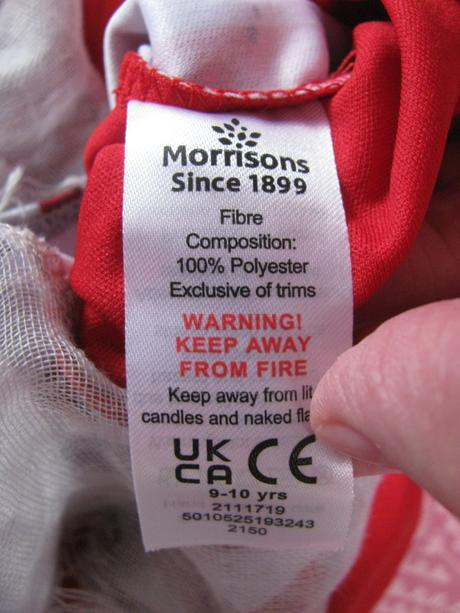 Morrisons
Since 1899
Fibre
Composition:
100% Polyester
Exclusive of trims
WARNING!
KEEP AWAY
FROM FIRE
Keep away from lit
candles and naked
UK
CA CE
9-10 yrs
2111719
5010525193243
2150